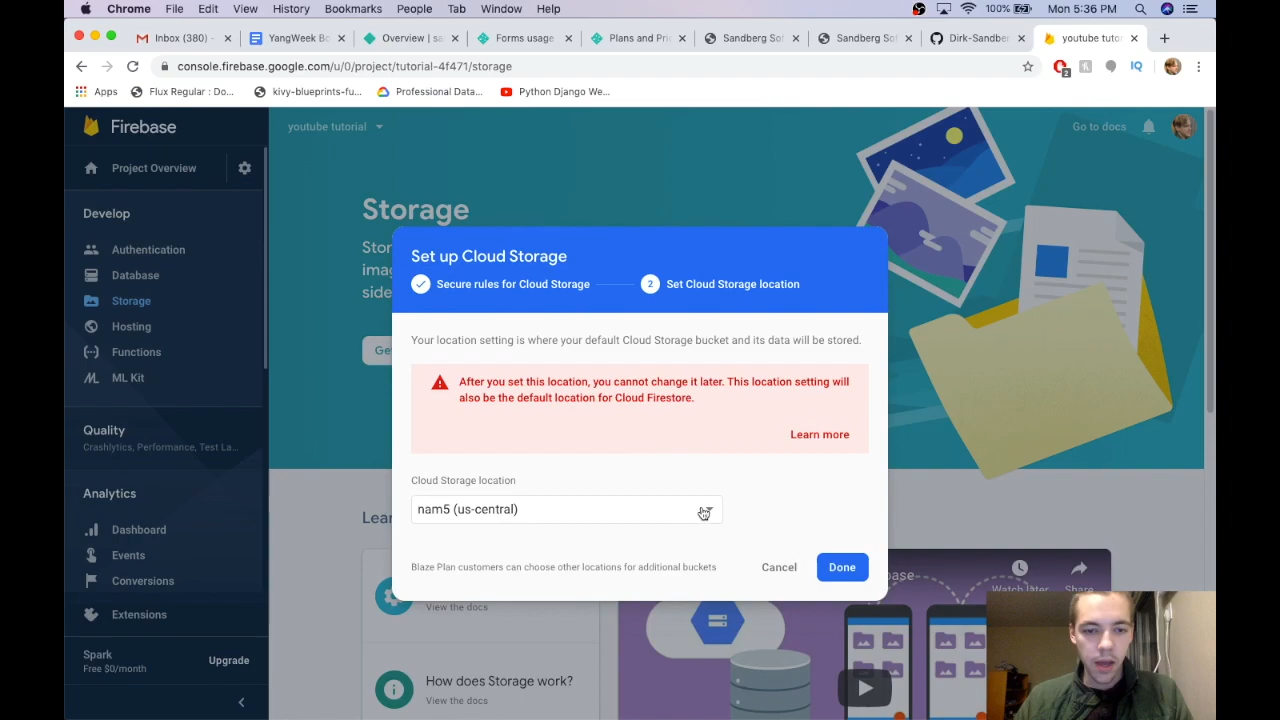 Chrome File Edit View History Bookmarks People Tab Window Help 100% Mon 5:36 PM
Inbox (380) - YangWeek Bo Overview | sa Forms usage Plans and Pric Sandberg Sof Sandberg Sof Dirk-Sandber youtube tutor
console.firebase.google.com/u/0/project/tutorial-4f471/storage
Apps Flux Regular : Do... kivy-blueprints-fu... Professional Data... Python Django We...
Firebase
youtube tutorial
Go to docs
Project Overview
Develop
Authentication
Database
Storage
Hosting
Functions
ML Kit
Quality
Crashlytics, Performance, Test La...
Analytics
Dashboard
Events
Conversions
Extensions
Spark
Free $0/month
Upgrade
Storage
Set up Cloud Storage
Secure rules for Cloud Storage
2 Set Cloud Storage location
Your location setting is where your default Cloud Storage bucket and its data will be stored.
After you set this location, you cannot change it later. This location setting will
also be the default location for Cloud Firestore.
Learn more
Cloud Storage location
nam5 (us-central)
Blaze Plan customers can choose other locations for additional buckets
Cancel
Done
View the docs
How does Storage work?
View the docs
Watch later
Share